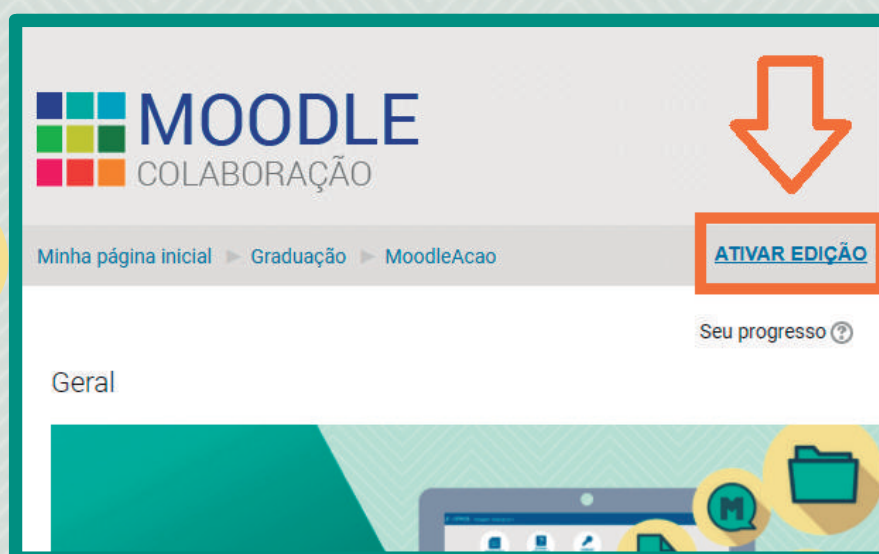 MOODLE
COLABORAÇÃO
Minha página inicial ► Graduação ► MoodleAcao
ATIVAR EDIÇÃO
Seu progresso
Geral
M